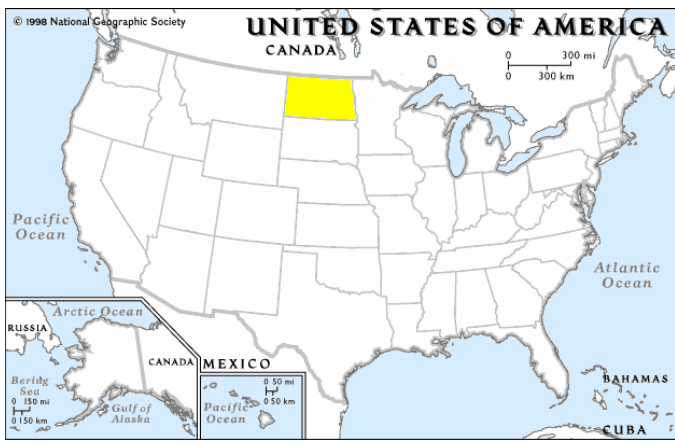 © 1998 National Geographic Society
UNITED STATES OF AMERICA
CANADA
0 300 mi
0 300 km
Pacific
Ocean
Atlantic
Ocean
Arctic Ocean
RUSSIA
CANADA
MEXICO
Bering
Sea
0 150 mi
0 150 km
Gulf of
Alaska
0 50 mi
0 50 km
Pacific
Ocean
BAHAMAS
CUBA